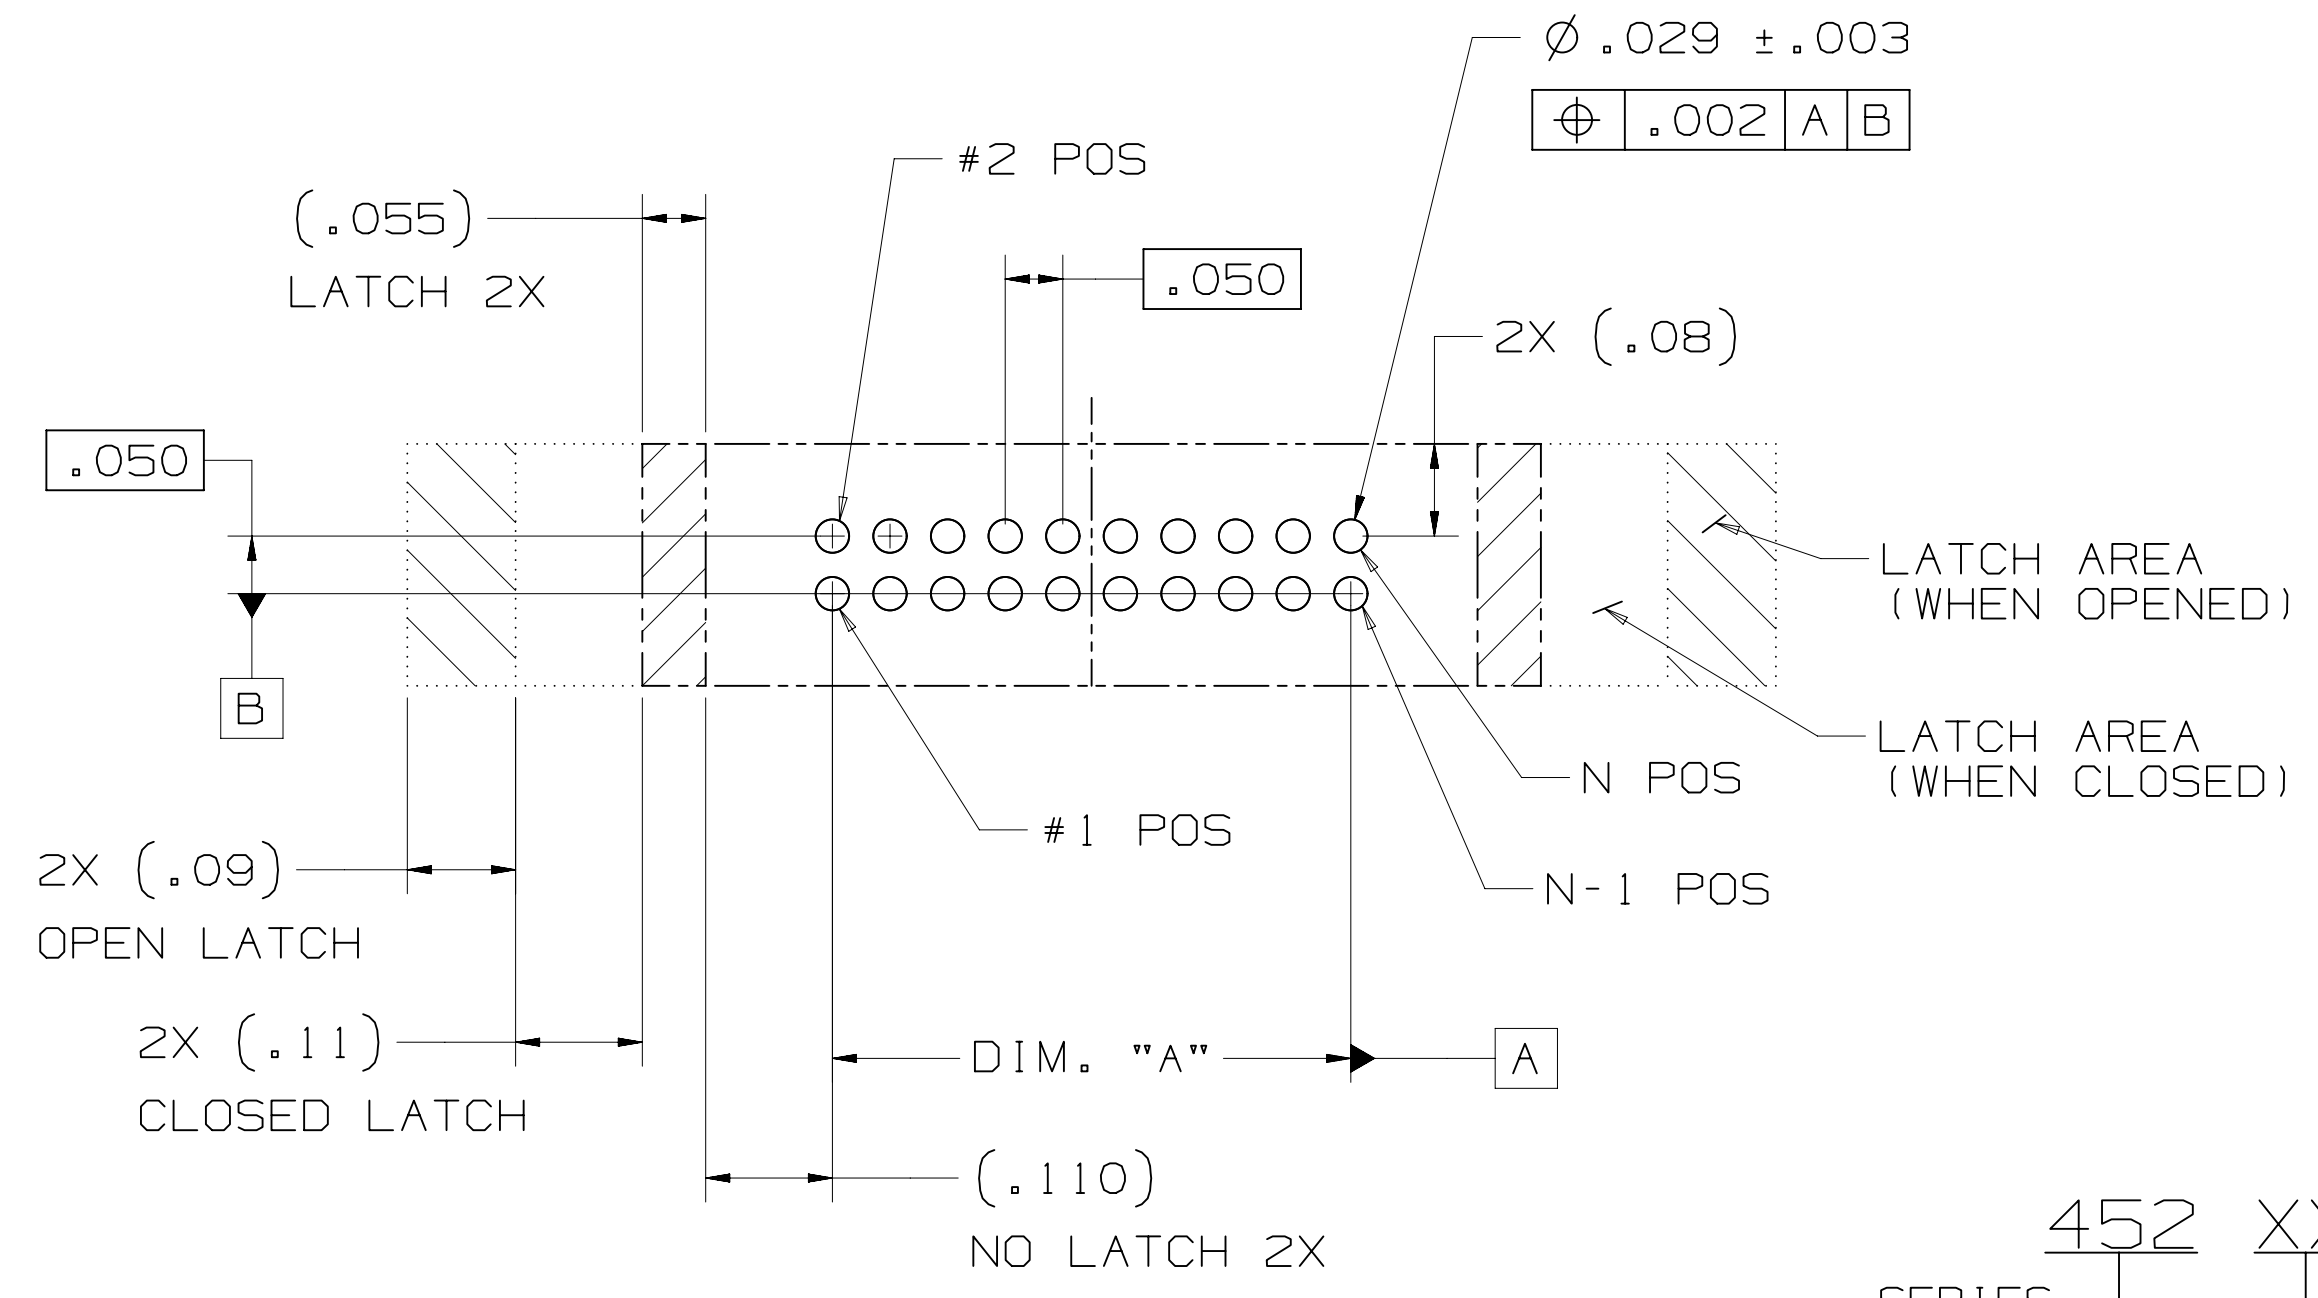 Ø.029 ±.003
⌖ .002 A B
#2 POS
(.055)
LATCH 2X
.050
2X (.08)
.050
LATCH AREA
(WHEN OPENED)
B
LATCH AREA
(WHEN CLOSED)
N POS
#1 POS
2X (.09)
OPEN LATCH
N-1 POS
2X (.11)
CLOSED LATCH
DIM. "A"
A
(.110)
NO LATCH 2X
452
SERIES